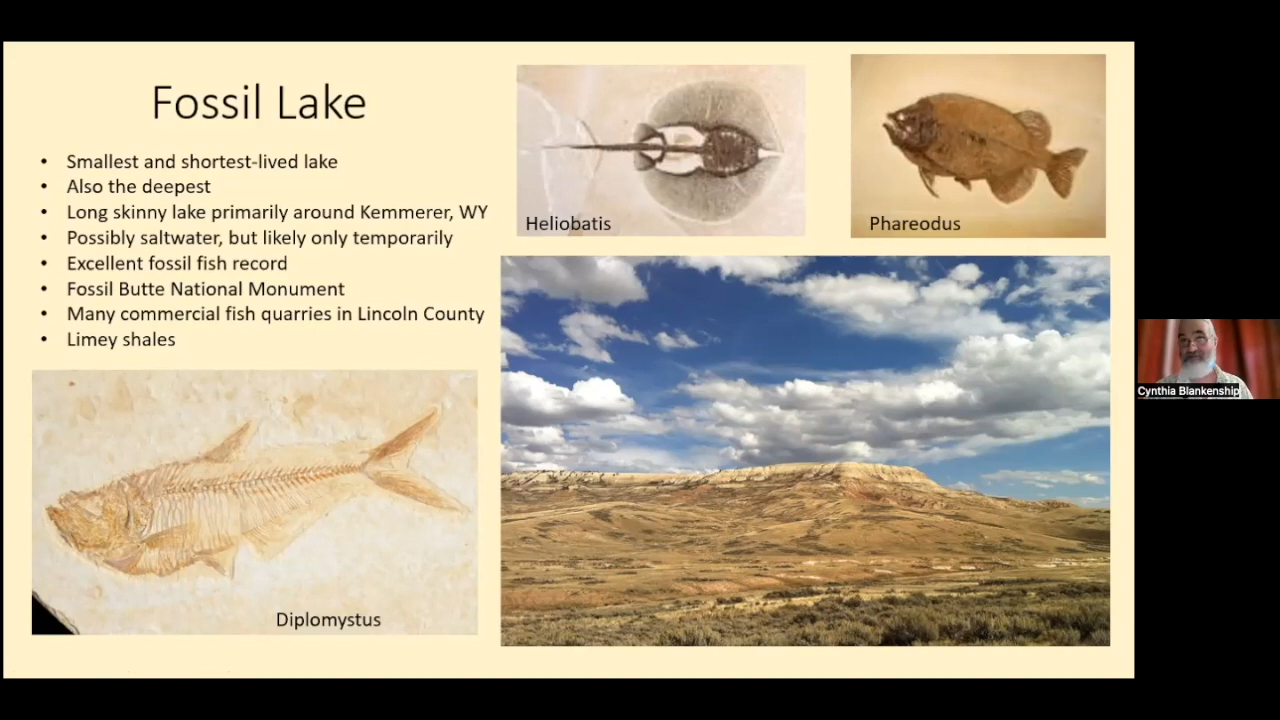 Fossil Lake
• Smallest and shortest-lived lake
• Also the deepest
• Long skinny lake primarily around Kemmerer, WY
• Possibly saltwater, but likely only temporarily
• Excellent fossil fish record
• Fossil Butte National Monument
• Many commercial fish quarries in Lincoln County
• Limey shales
Heliobatis
Phareodus
Diplomystus
Cynthia Blankenship